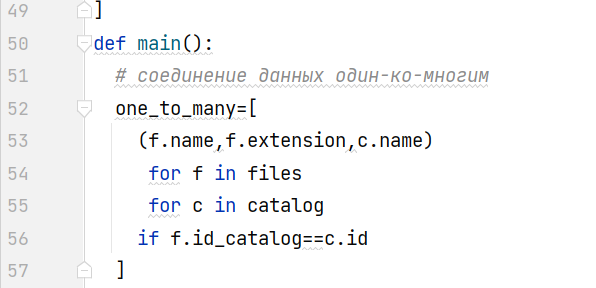 49 ]
50 def main():
51 # соединение данных один-ко-многим
52 one_to_many=[
53 (f.name,f.extension,c.name)
54 for f in files
55 for c in catalog
56 if f.id_catalog==c.id
57 ]